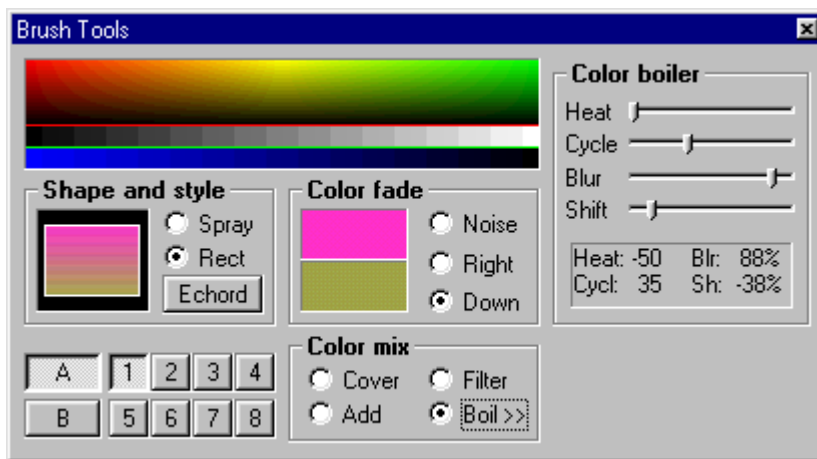 Brush Tools
Color boiler
Heat
Cycle
Blur
Shift
Heat: -50 Blr: 88%
Cycl: 35 Sh: -38%
Shape and style
Spray
Rect
Echord
Color fade
Noise
Right
Down
A 1 2 3 4
B 5 6 7 8
Color mix
Cover Filter
Add Boil >>